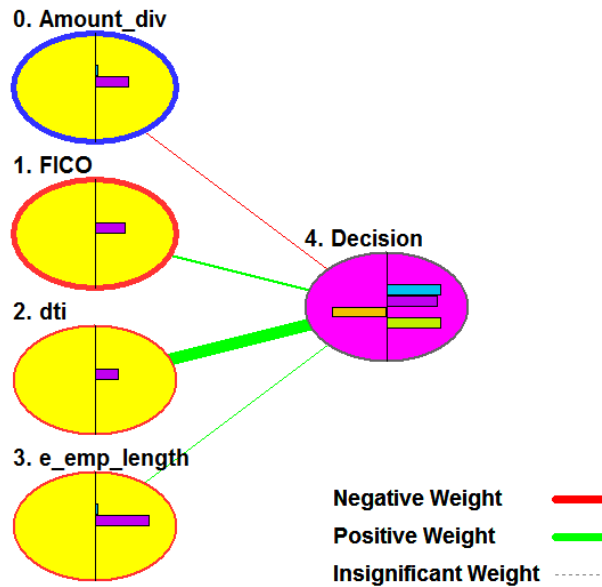 0. Amount_div
1. FICO
4. Decision
2. dti
3. e_emp_length
Negative Weight
Positive Weight
Insignificant Weight